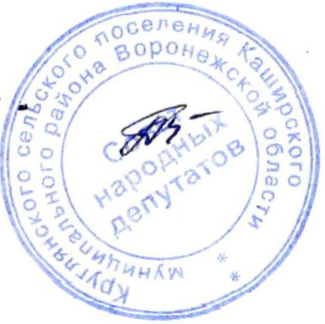 Круглянского сельского поселения Каширского
муниципального района Воронежской области
народных
депутатов